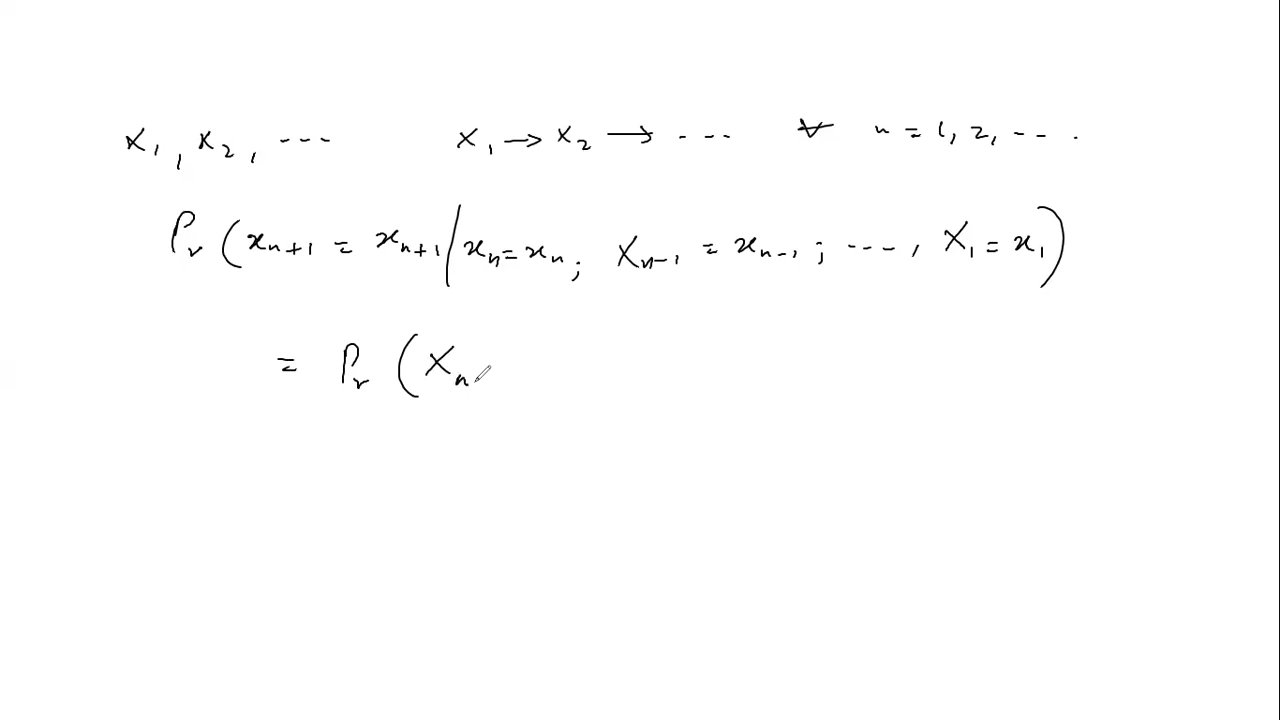 X₁, X₂, --- X₁ → X₂ → --- ∀ n = 1, 2, -- .
Pr (xₙ₊₁ = xₙ₊₁ / xₙ = xₙ ; Xₙ₋₁ = xₙ₋₁ ; ---, X₁ = x₁)
= Pr (Xₙ